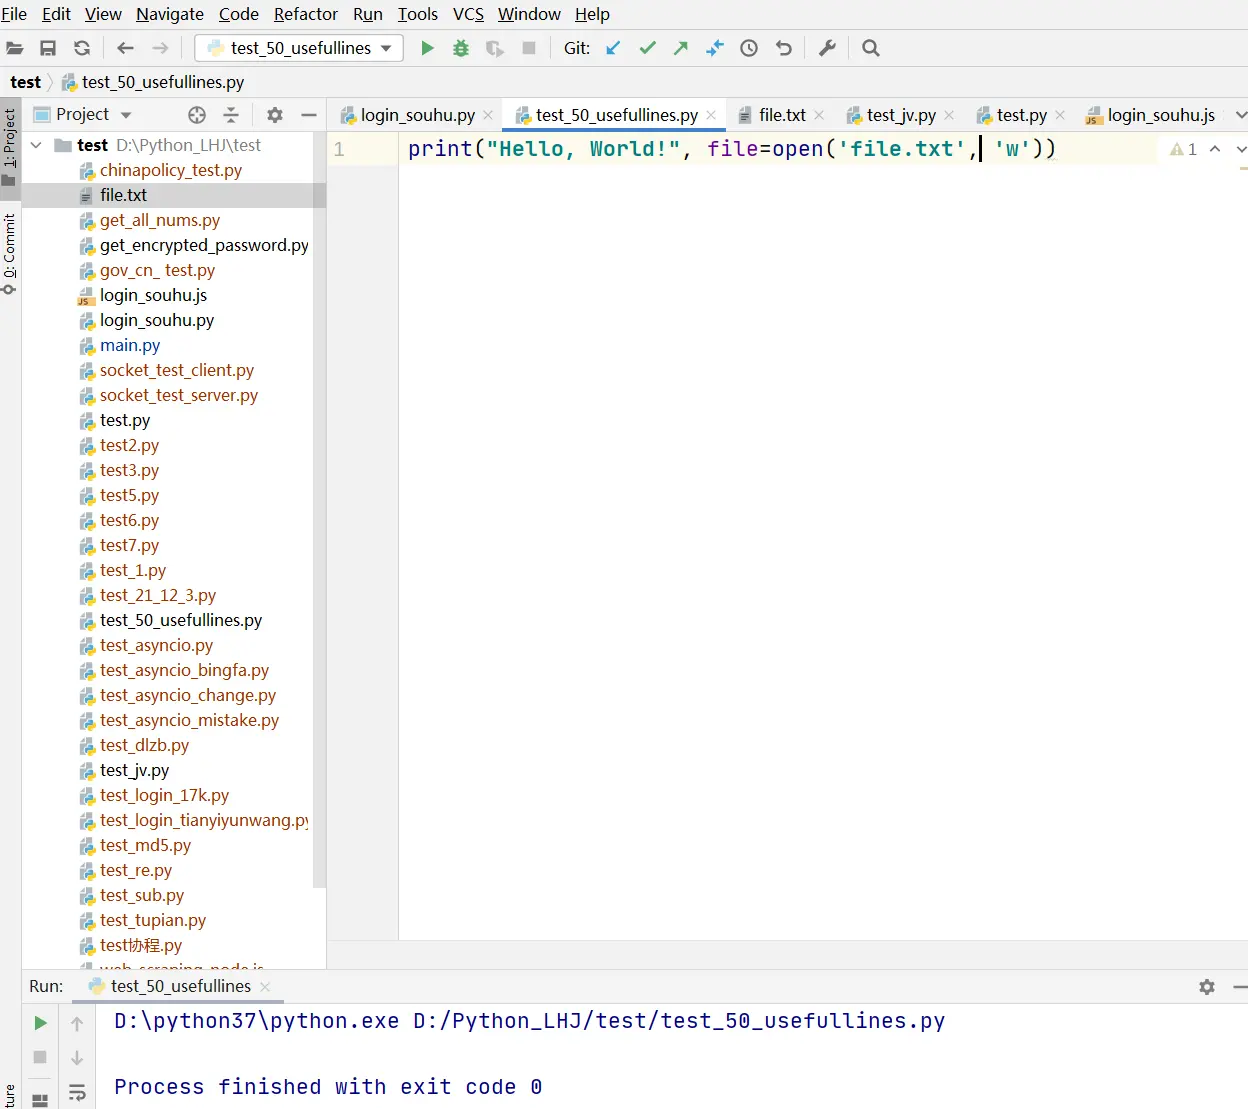 File Edit View Navigate Code Refactor Run Tools VCS Window Help
test_50_usefullines Git:
test test_50_usefullines.py
1: Project
0: Commit
Project
login_souhu.py test_50_usefullines.py file.txt test_jv.py test.py login_souhu.js
test D:\Python_LHJ\test
chinapolicy_test.py
file.txt
get_all_nums.py
get_encrypted_password.py
gov_cn_ test.py
login_souhu.js
login_souhu.py
main.py
socket_test_client.py
socket_test_server.py
test.py
test2.py
test3.py
test5.py
test6.py
test7.py
test_1.py
test_21_12_3.py
test_50_usefullines.py
test_asyncio.py
test_asyncio_bingfa.py
test_asyncio_change.py
test_asyncio_mistake.py
test_dlzb.py
test_jv.py
test_login_17k.py
test_login_tianyiyunwang.py
test_md5.py
test_re.py
test_sub.py
test_tupian.py
test协程.py
1 print("Hello, World!", file=open('file.txt', 'w'))
1
Run: test_50_usefullines
D:\python37\python.exe D:/Python_LHJ/test/test_50_usefullines.py
Process finished with exit code 0